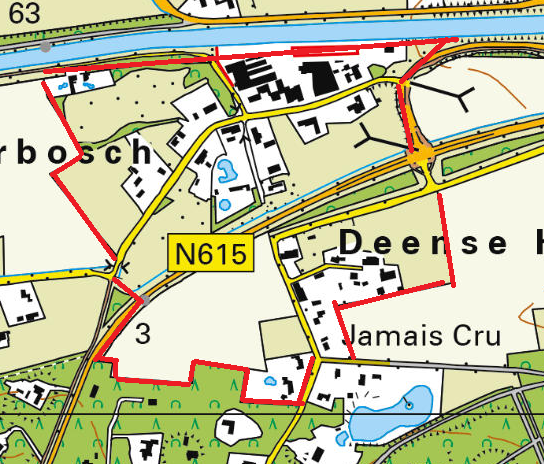 63
rbosch
N615
Deense H
3
Jamais Cru